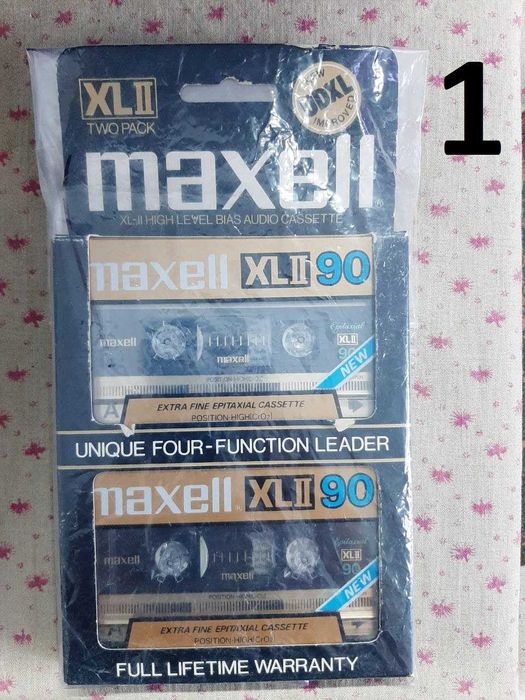 1
XLII
TWO PACK
NEW
UDXL
IMPROVED
maxell
XL-II HIGH LEVEL BIAS AUDIO CASSETTE
maxell XLII 90
Epitaxial
XLII
90
maxell
maxell
NEW
EXTRA FINE EPITAXIAL CASSETTE
POSITION·HIGH(CrO2)
UNIQUE FOUR-FUNCTION LEADER
maxell XLII 90
Epitaxial
XLII
90
maxell
maxell
NEW
A
EXTRA FINE EPITAXIAL CASSETTE
POSITION·HIGH(CrO2)
FULL LIFETIME WARRANTY